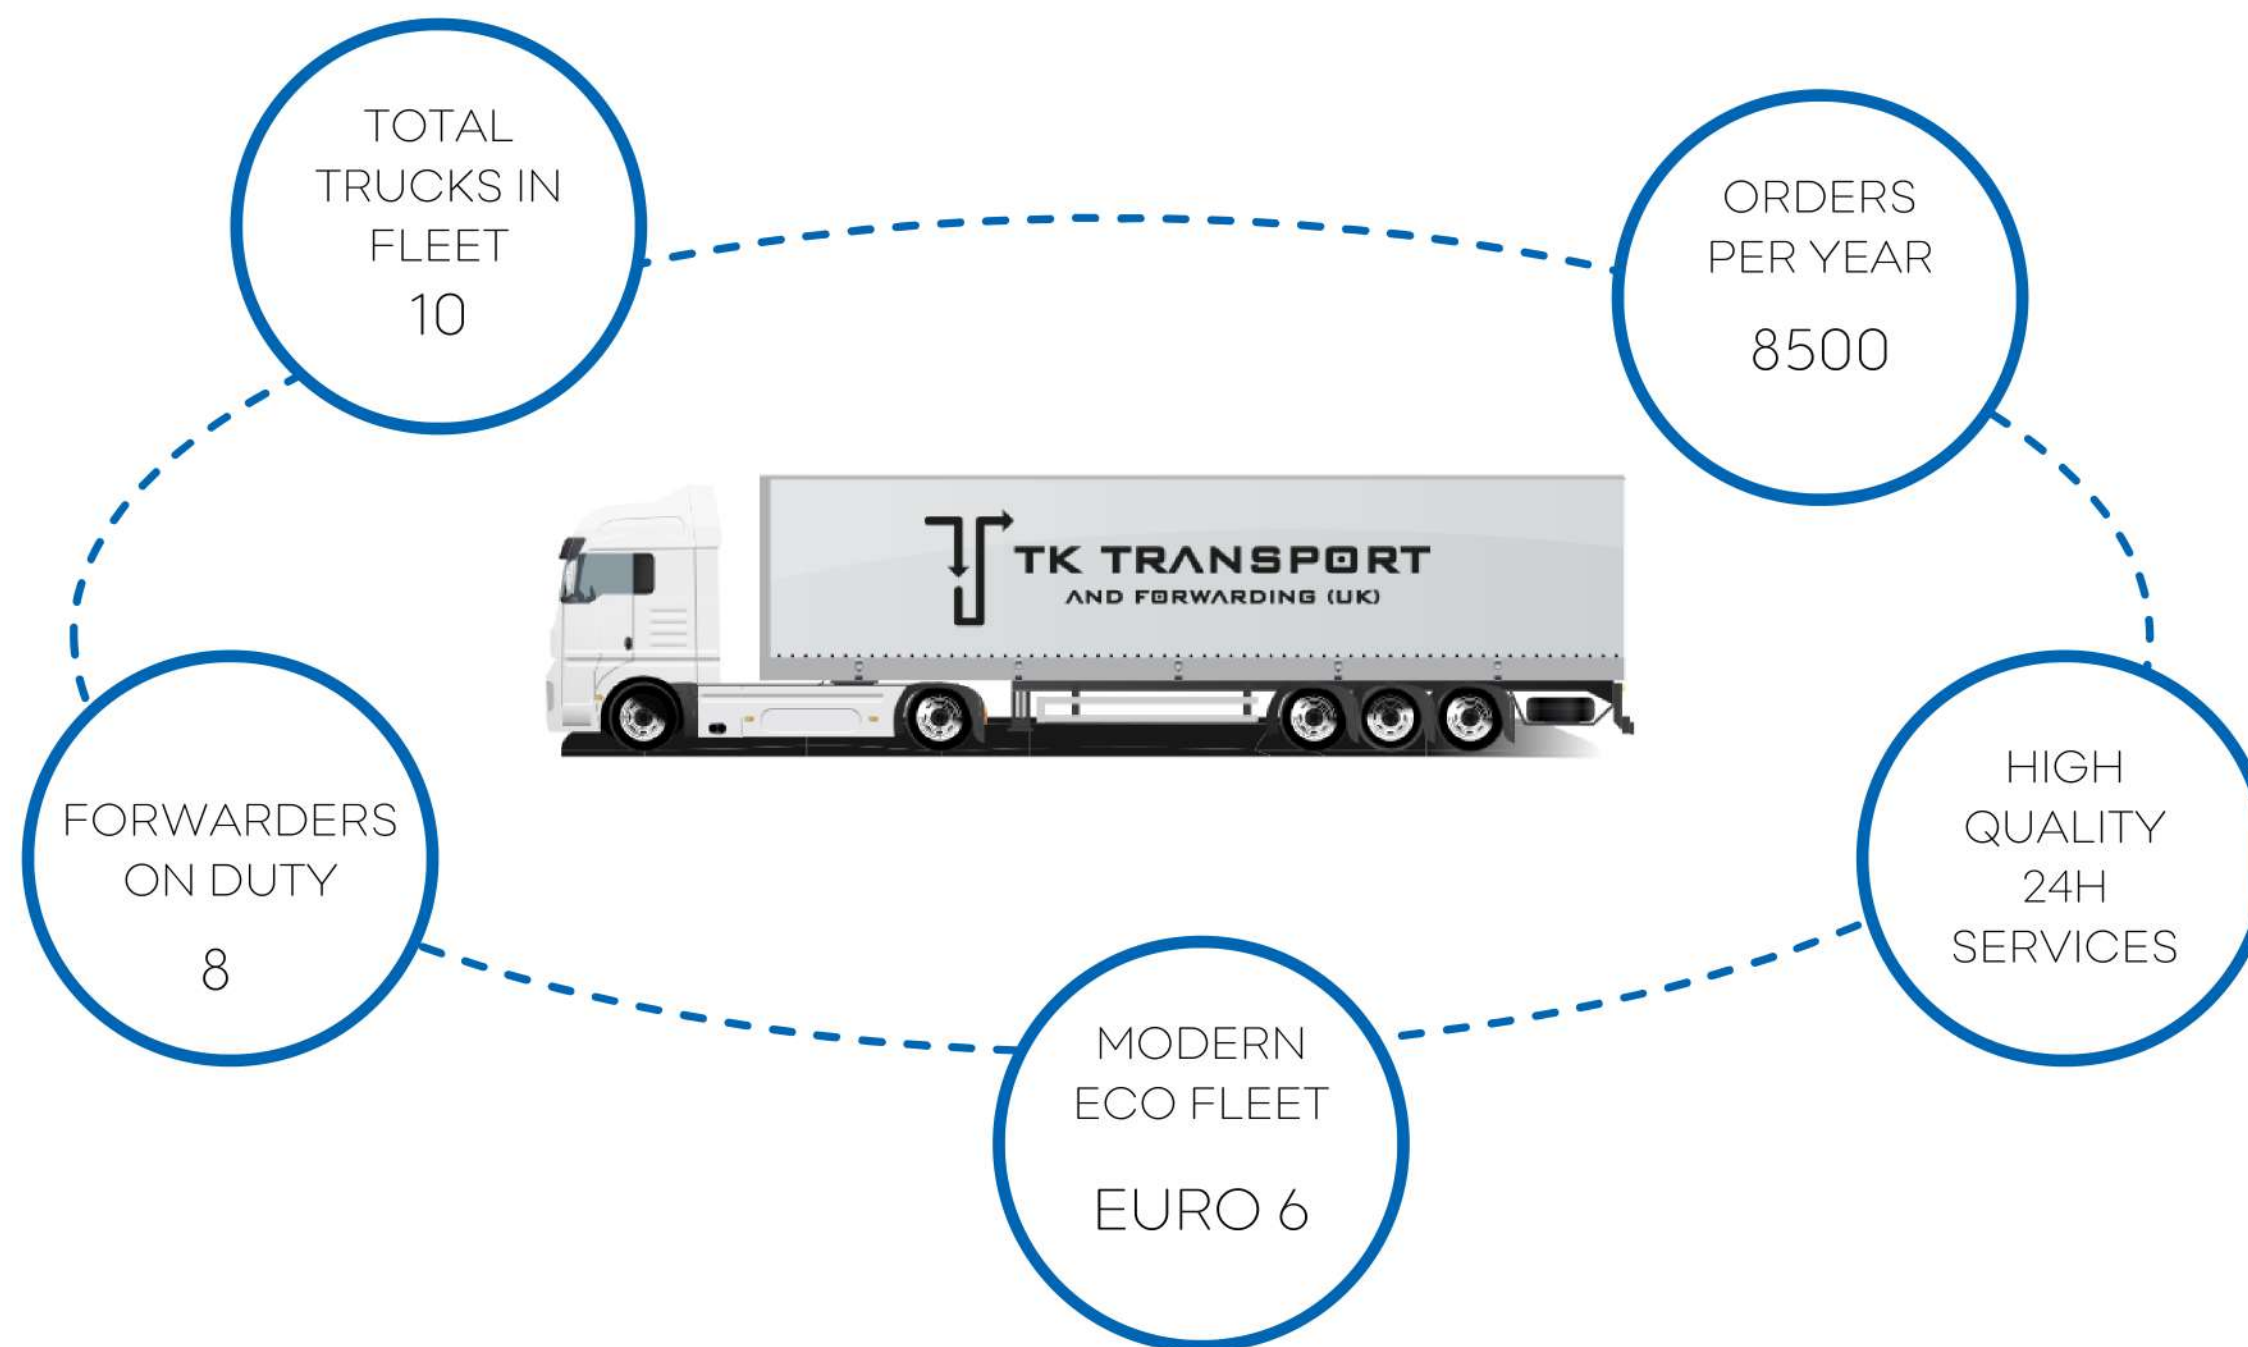 TOTAL
TRUCKS IN
FLEET
10
ORDERS
PER YEAR
8500
TK TRANSPORT
AND FORWARDING (UK)
FORWARDERS
ON DUTY
8
HIGH
QUALITY
24H
SERVICES
MODERN
ECO FLEET
EURO 6